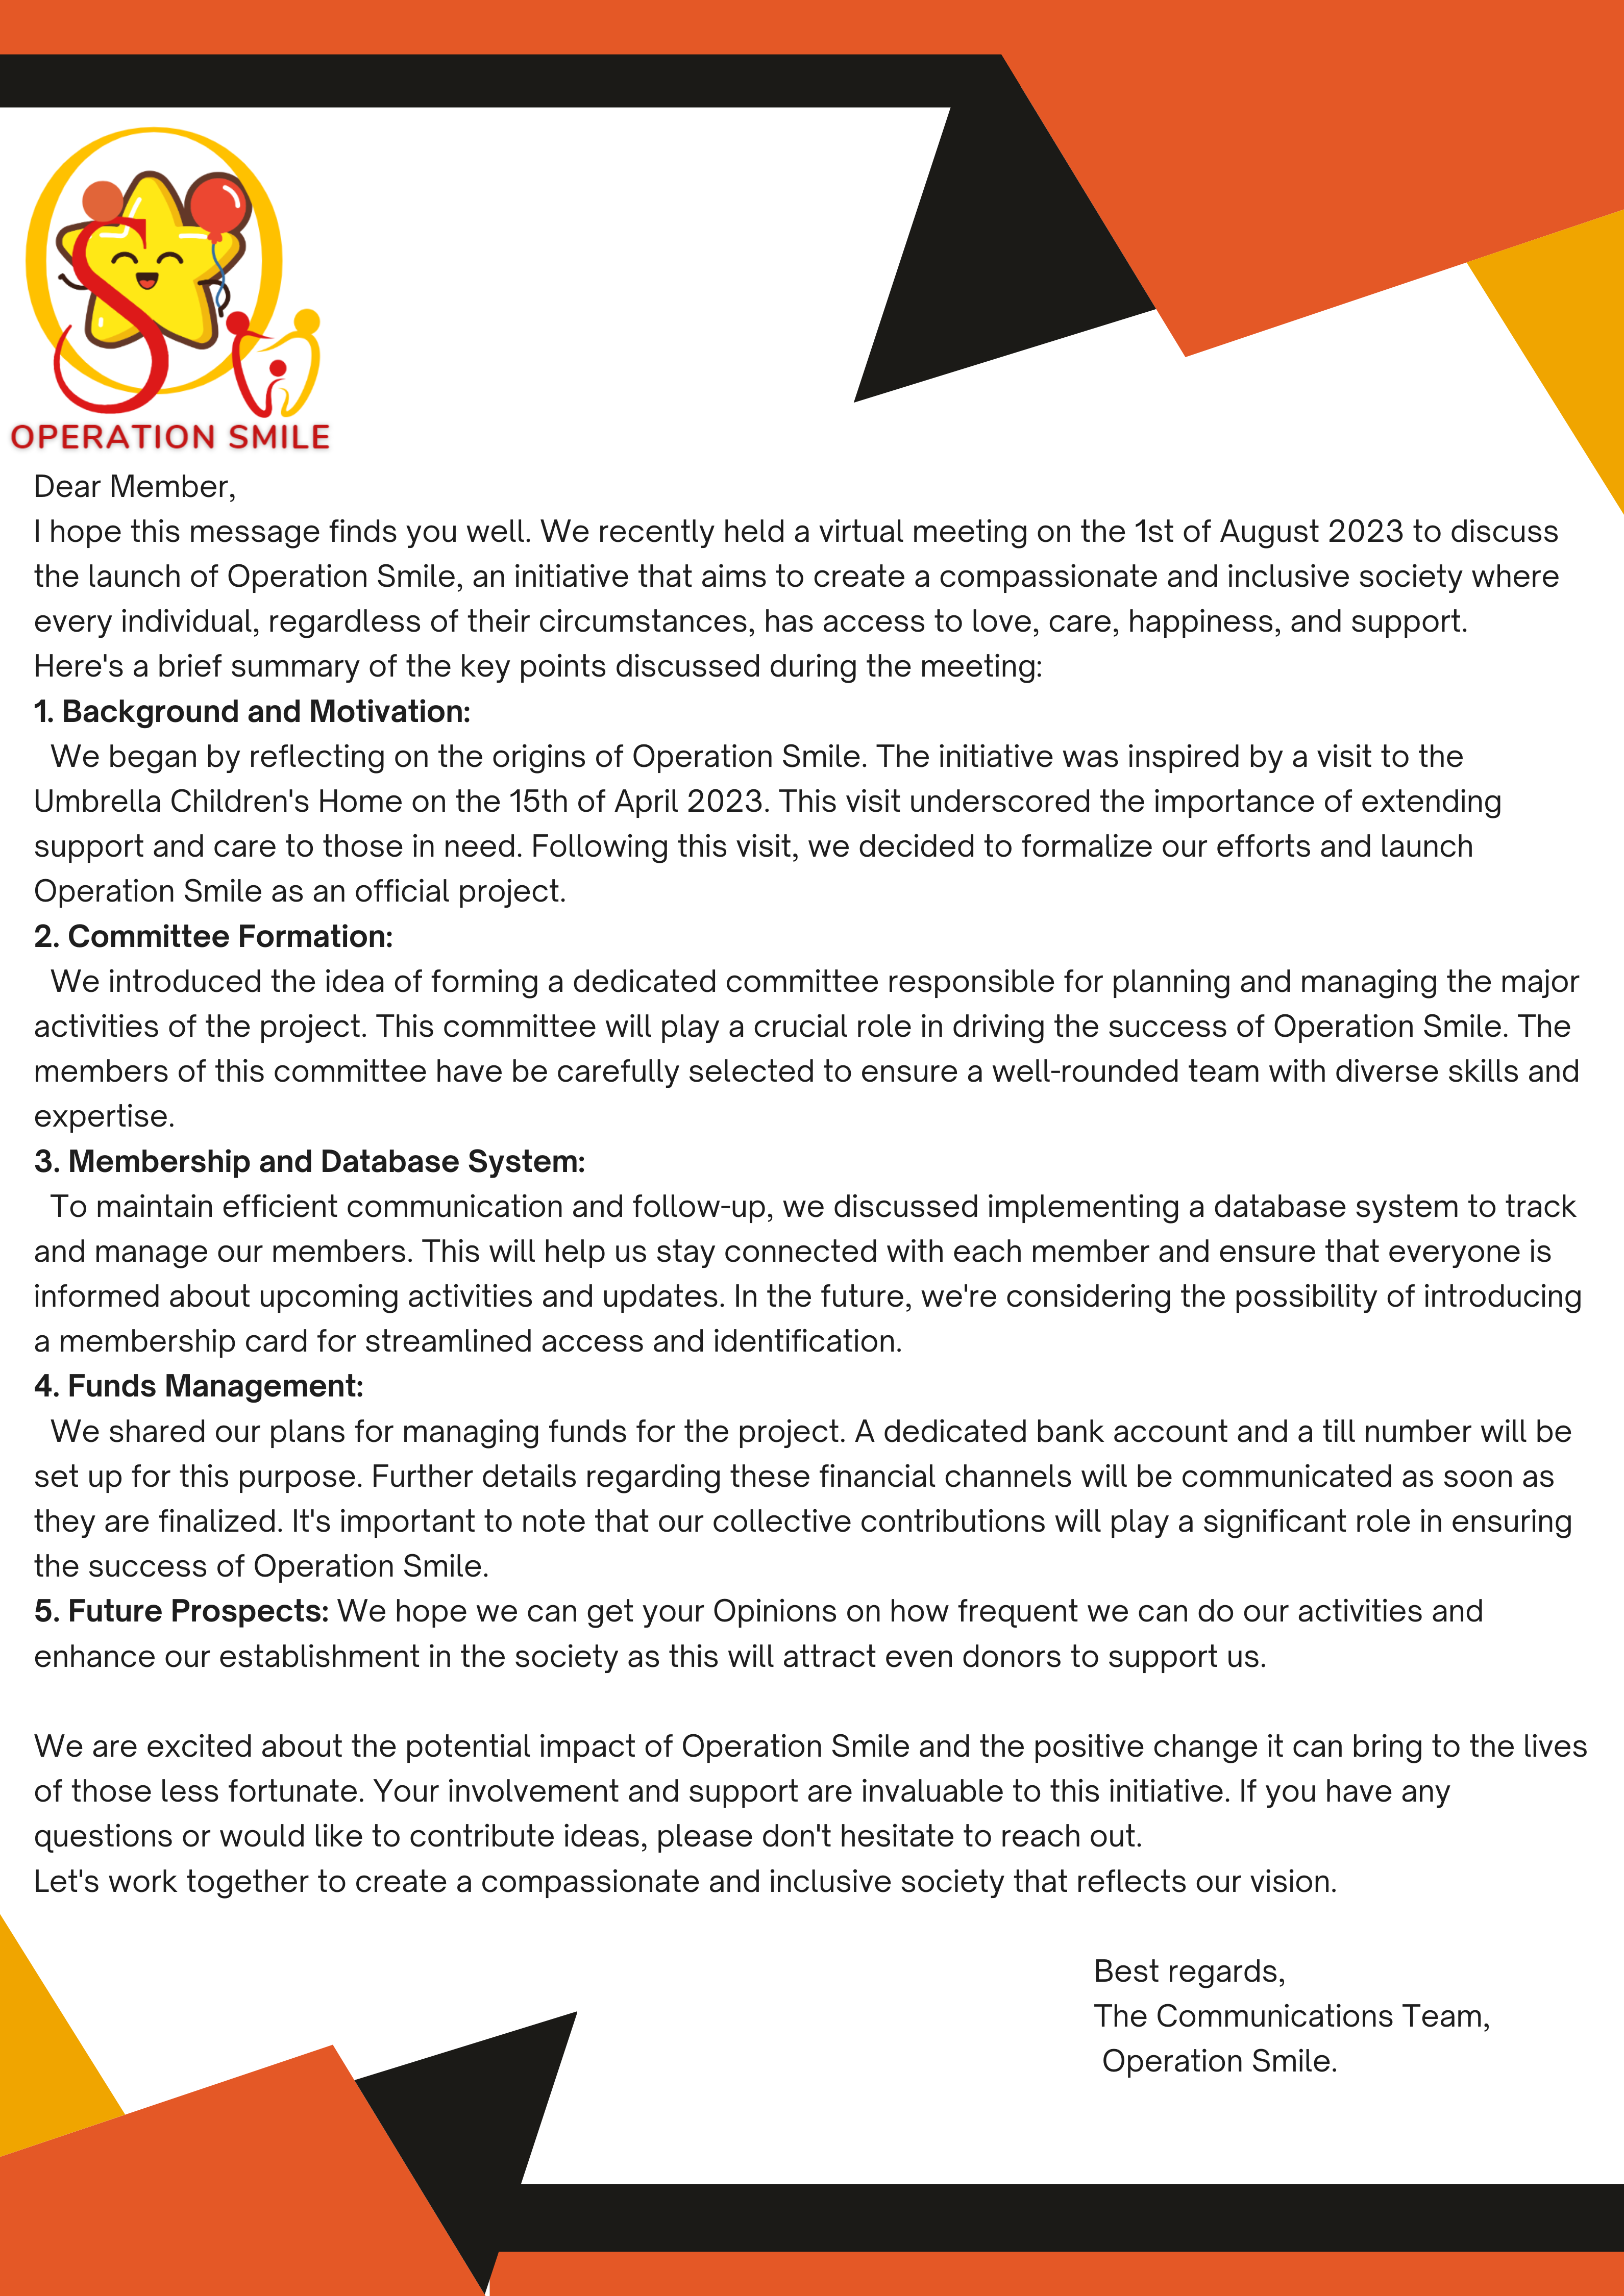 OPERATION SMILE
Dear Member,
I hope this message finds you well. We recently held a virtual meeting on the 1st of August 2023 to discuss
the launch of Operation Smile, an initiative that aims to create a compassionate and inclusive society where
every individual, regardless of their circumstances, has access to love, care, happiness, and support.
Here's a brief summary of the key points discussed during the meeting:
1. Background and Motivation:
We began by reflecting on the origins of Operation Smile. The initiative was inspired by a visit to the
Umbrella Children's Home on the 15th of April 2023. This visit underscored the importance of extending
support and care to those in need. Following this visit, we decided to formalize our efforts and launch
Operation Smile as an official project.
2. Committee Formation:
We introduced the idea of forming a dedicated committee responsible for planning and managing the major
activities of the project. This committee will play a crucial role in driving the success of Operation Smile. The
members of this committee have be carefully selected to ensure a well-rounded team with diverse skills and
expertise.
3. Membership and Database System:
To maintain efficient communication and follow-up, we discussed implementing a database system to track
and manage our members. This will help us stay connected with each member and ensure that everyone is
informed about upcoming activities and updates. In the future, we're considering the possibility of introducing
a membership card for streamlined access and identification.
4. Funds Management:
We shared our plans for managing funds for the project. A dedicated bank account and a till number will be
set up for this purpose. Further details regarding these financial channels will be communicated as soon as
they are finalized. It's important to note that our collective contributions will play a significant role in ensuring
the success of Operation Smile.
5. Future Prospects: We hope we can get your Opinions on how frequent we can do our activities and
enhance our establishment in the society as this will attract even donors to support us.
We are excited about the potential impact of Operation Smile and the positive change it can bring to the lives
of those less fortunate. Your involvement and support are invaluable to this initiative. If you have any
questions or would like to contribute ideas, please don't hesitate to reach out.
Let's work together to create a compassionate and inclusive society that reflects our vision.
Best regards,
The Communications Team,
Operation Smile.